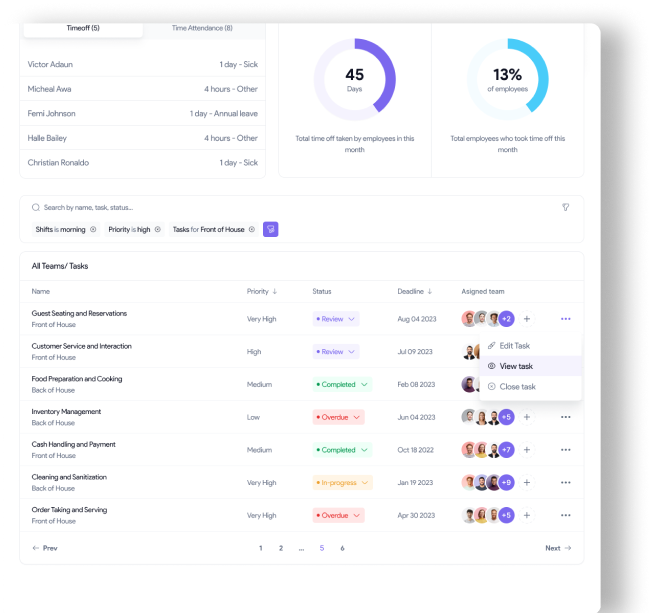 Timeoff (5)
Time Attendance (8)
Victor Adaun
1 day - Sick
Micheal Awa
4 hours - Other
Femi Johnson
1 day - Annual leave
Halle Bailey
4 hours - Other
Christian Ronaldo
1 day - Sick
45
Days
Total time off taken by employees in this
month
13%
of employees
Total employees who took time off this
month
Search by name, task, status...
Shifts is morning
Priority is high
Tasks for Front of House
All Teams/ Tasks
Name
Priority ↓
Status
Deadline ↓
Asigned team
Guest Seating and Reservations
Front of House
Very High
Review
Aug 04 2023
+2
+
Customer Service and Interaction
Front of House
High
Review
Jul 09 2023
Edit Task
View task
Close task
Food Preparation and Cooking
Back of House
Medium
Completed
Feb 08 2023
Inventory Management
Back of House
Low
Overdue
Jun 04 2023
+5
+
Cash Handling and Payment
Front of House
Medium
Completed
Oct 18 2022
+7
+
Cleaning and Sanitization
Back of House
Very High
In-progress
Jan 19 2023
+9
+
Order Taking and Serving
Front of House
Very High
Overdue
Apr 30 2023
+5
+
← Prev
1 2 ... 5 6
Next →